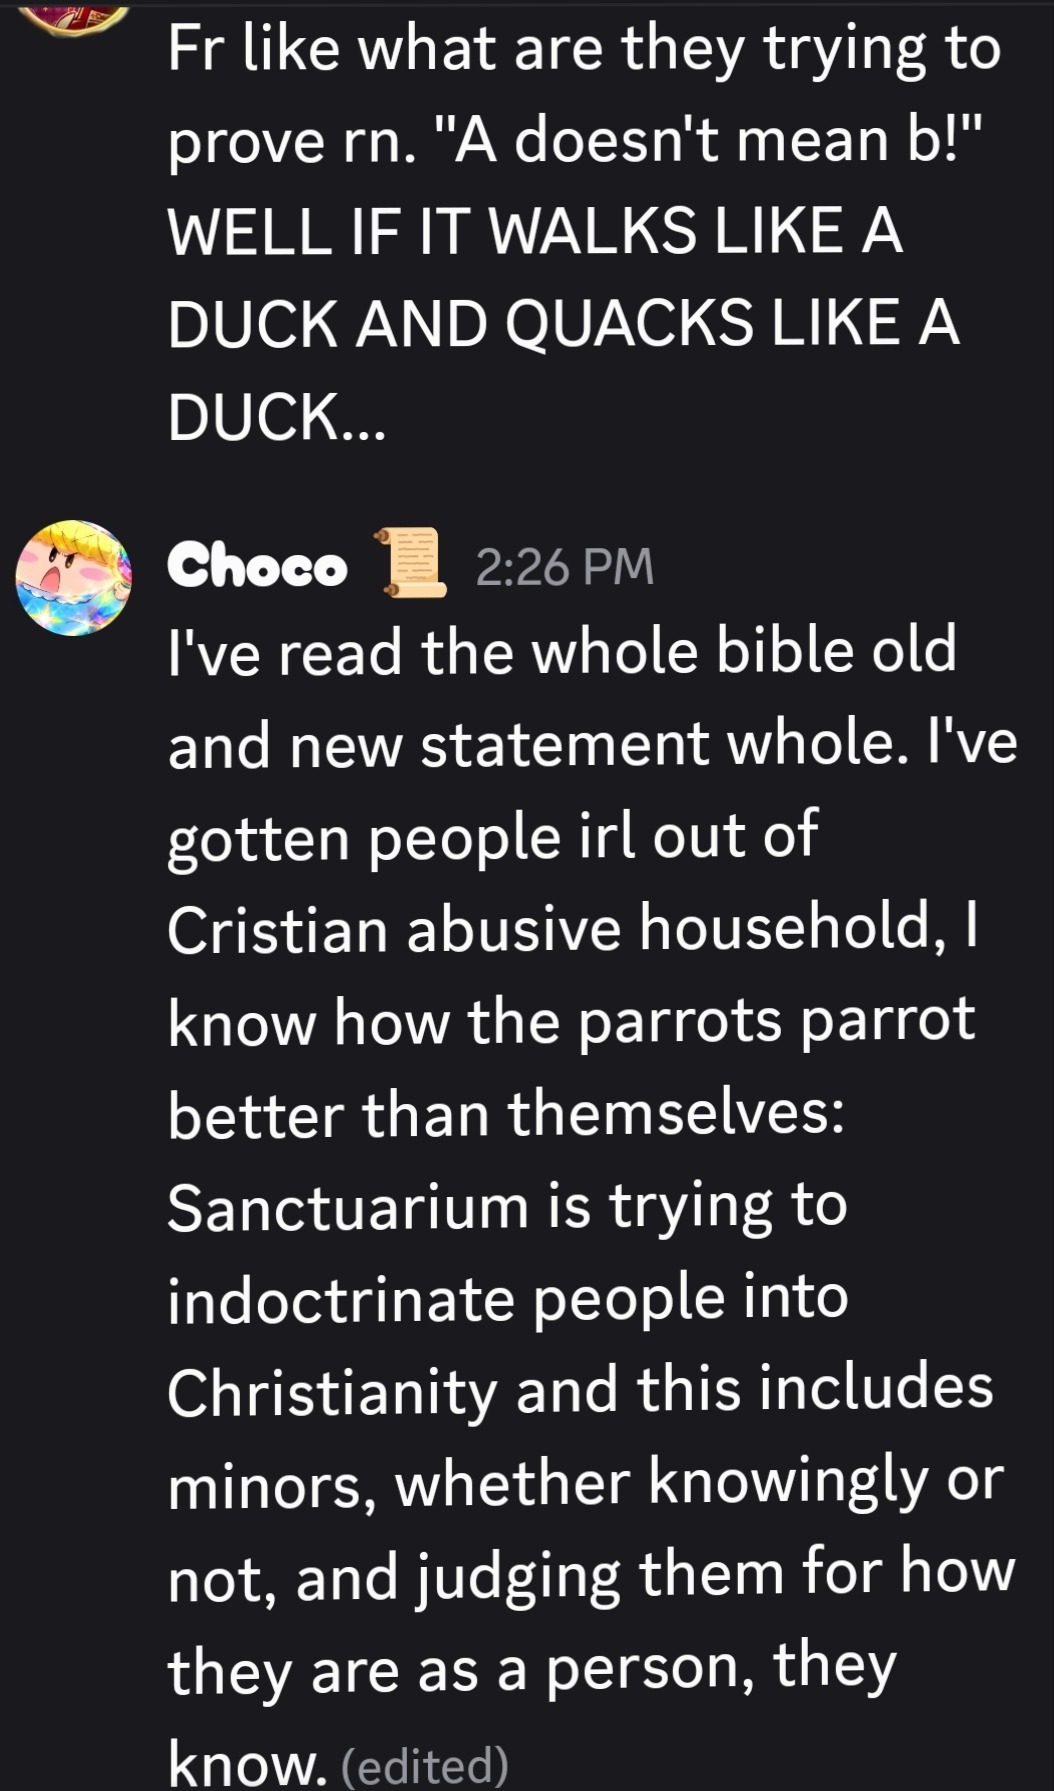 Fr like what are they trying to
prove rn. "A doesn't mean b!"
WELL IF IT WALKS LIKE A
DUCK AND QUACKS LIKE A
DUCK...
Choco 2:26 PM
I've read the whole bible old
and new statement whole. I've
gotten people irl out of
Cristian abusive household, I
know how the parrots parrot
better than themselves:
Sanctuarium is trying to
indoctrinate people into
Christianity and this includes
minors, whether knowingly or
not, and judging them for how
they are as a person, they
know. (edited)